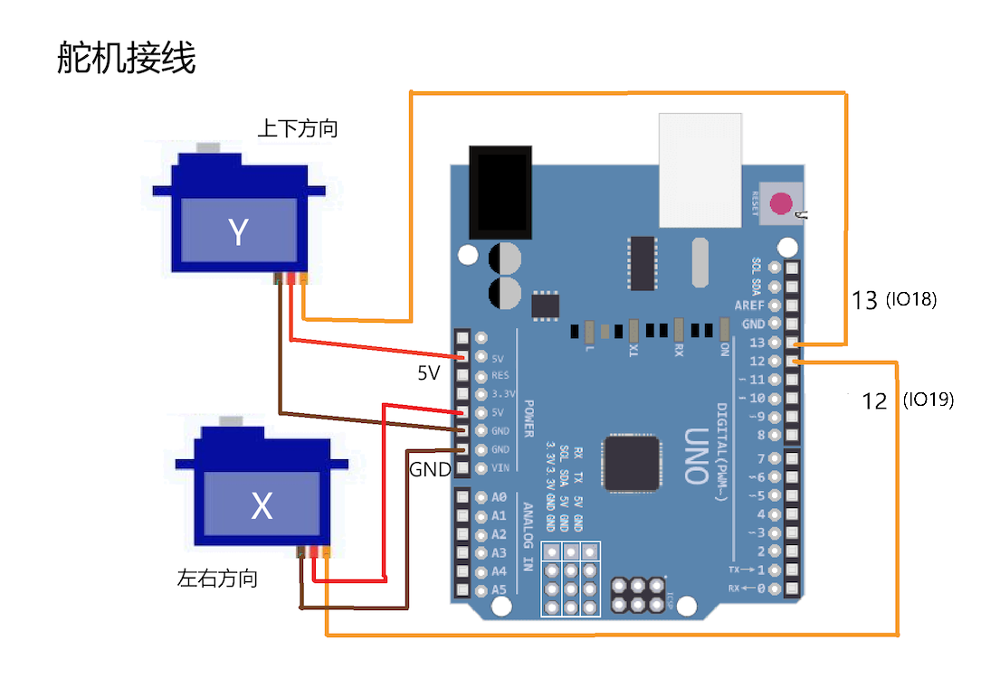 舵机接线
上下方向
Y
5V
X
左右方向
GND
RESET
SCL
SDA
AREF
GND
13
12
~11
~10
~9
8
7
~6
~5
4
~3
2
TX→1
RX←0
13 (IO18)
12 (IO19)
L
TX
RX
ON
5V
RES
3.3V
5V
GND
GND
VIN
POWER
A0
A1
A2
A3
A4
A5
ANALOG IN
UNO
DIGITAL(PWM~)
RX TX 5V GND
SCL SDA 5V GND
3.3V 3.3V GND GND
ICSP